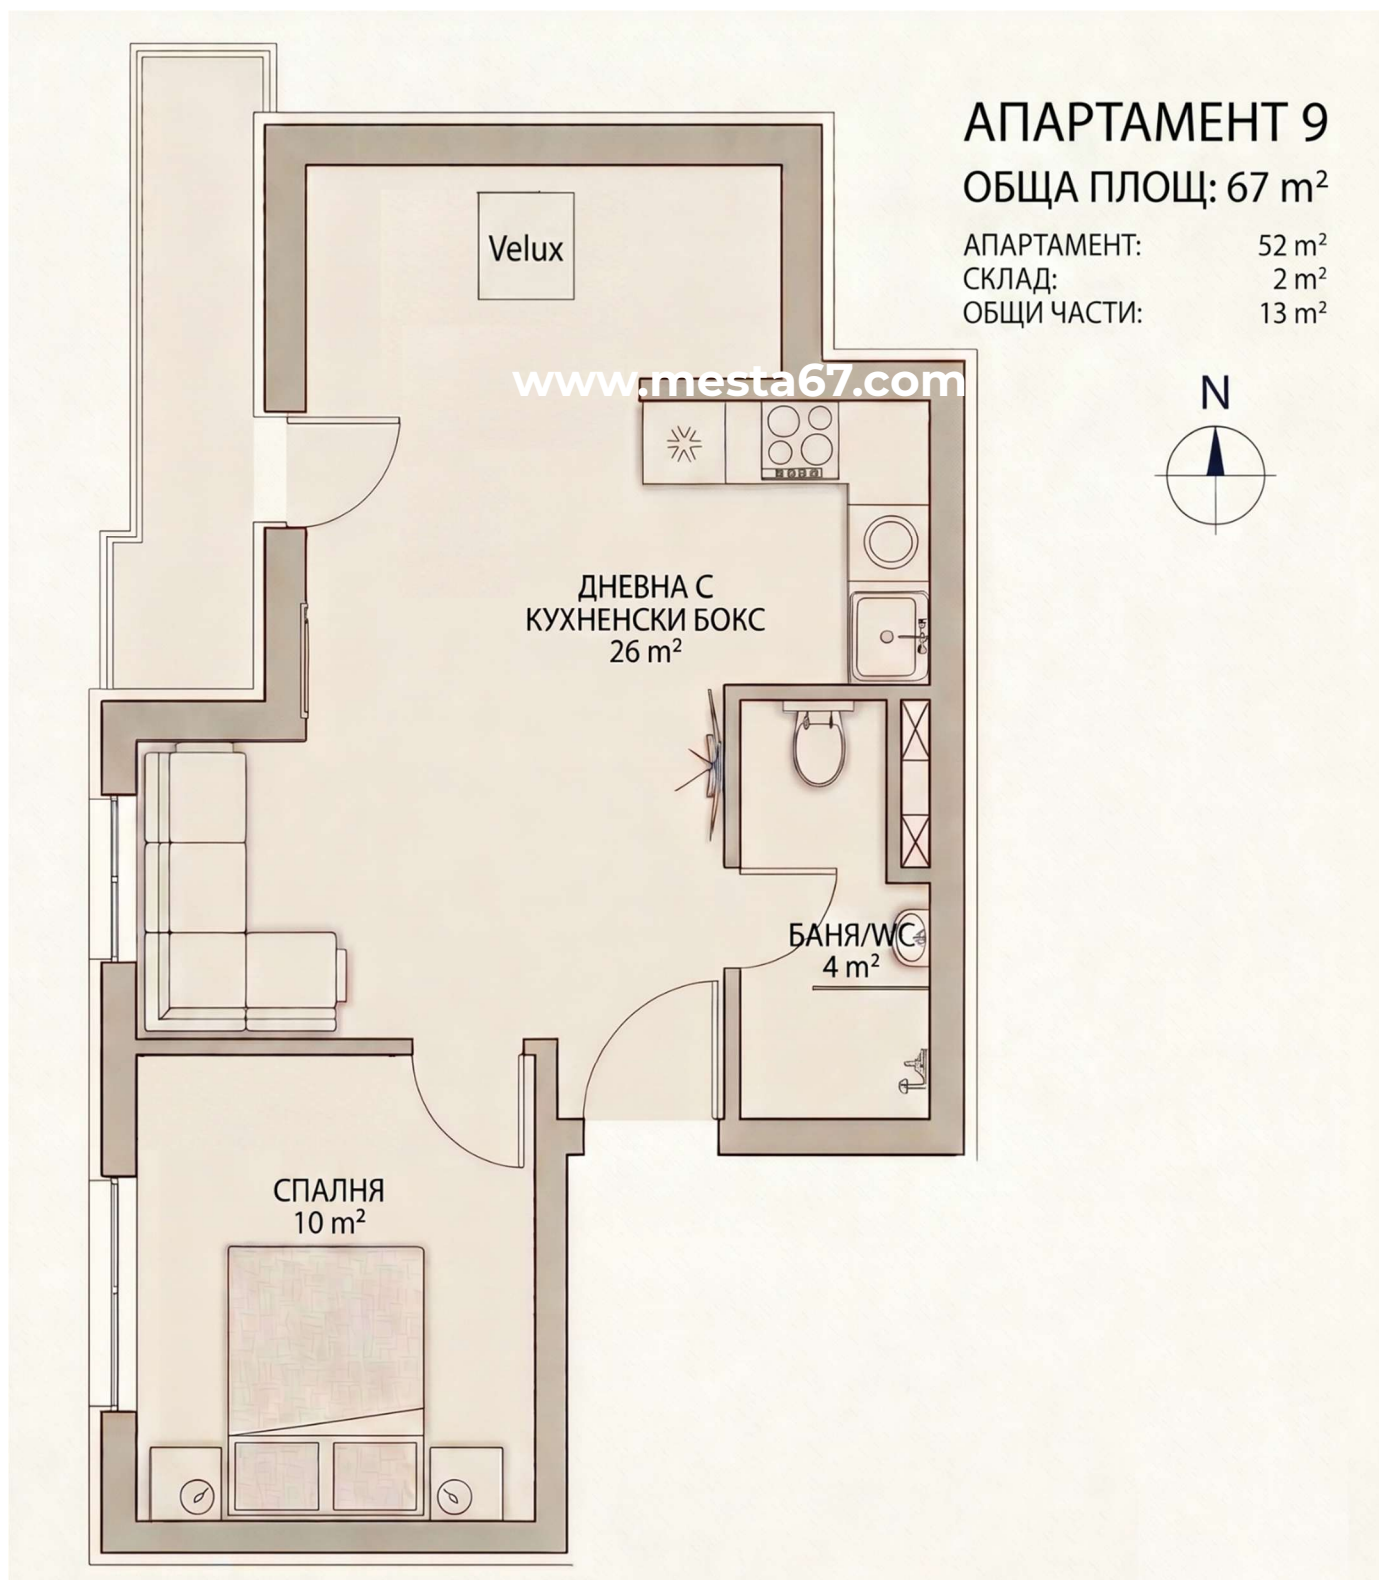 АПАРТАМЕНТ 9
ОБЩА ПЛОЩ: 67 m²
АПАРТАМЕНТ: 52 m²
СКЛАД: 2 m²
ОБЩИ ЧАСТИ: 13 m²
N
Velux
www.mesta67.com
ДНЕВНА С
КУХНЕНСКИ БОКС
26 m²
БАНЯ/WC
4 m²
СПАЛНЯ
10 m²